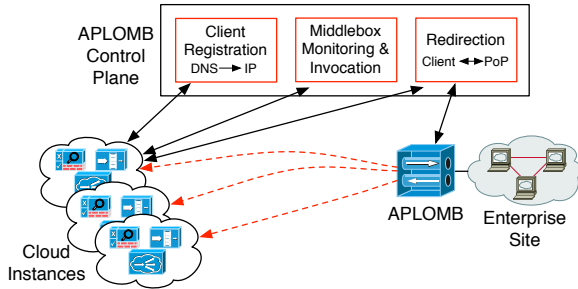 APLOMB
Control
Plane
Client
Registration
DNS IP
Middlebox
Monitoring &
Invocation
Redirection
Client PoP
APLOMB
Enterprise
Site
Cloud
Instances